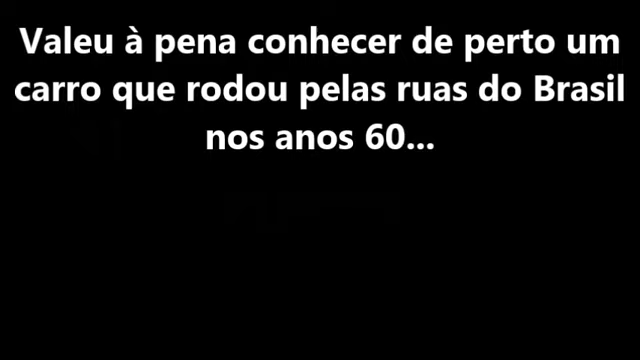 Valeu à pena conhecer de perto um
carro que rodou pelas ruas do Brasil
nos anos 60...